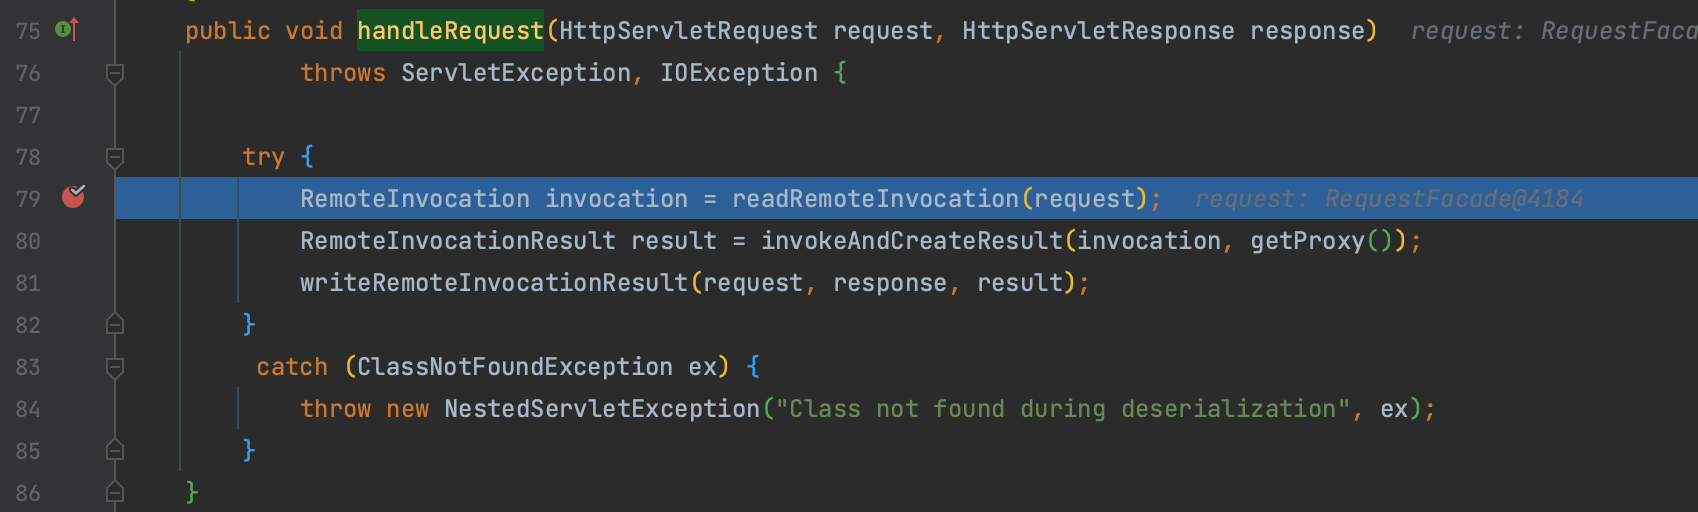 75 public void handleRequest(HttpServletRequest request, HttpServletResponse response) request: RequestFaca
76 throws ServletException, IOException {
77
78 try {
79 RemoteInvocation invocation = readRemoteInvocation(request); request: RequestFacade@4184
80 RemoteInvocationResult result = invokeAndCreateResult(invocation, getProxy());
81 writeRemoteInvocationResult(request, response, result);
82 }
83 catch (ClassNotFoundException ex) {
84 throw new NestedServletException("Class not found during deserialization", ex);
85 }
86 }